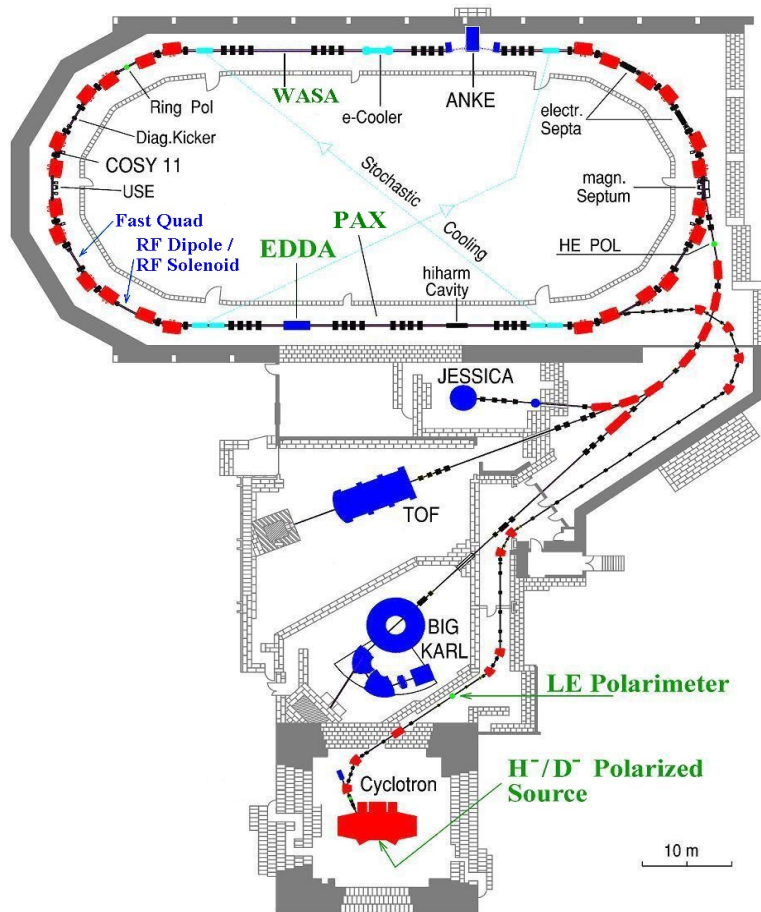 Ring Pol
WASA
e-Cooler
ANKE
electr.
Septa
Diag.Kicker
COSY 11
USE
Stochastic
Cooling
magn.
Septum
Fast Quad
RF Dipole /
RF Solenoid
EDDA
PAX
hiharm
Cavity
HE POL
JESSICA
TOF
BIG
KARL
LE Polarimeter
Cyclotron
H⁻/D⁻ Polarized
Source
10 m